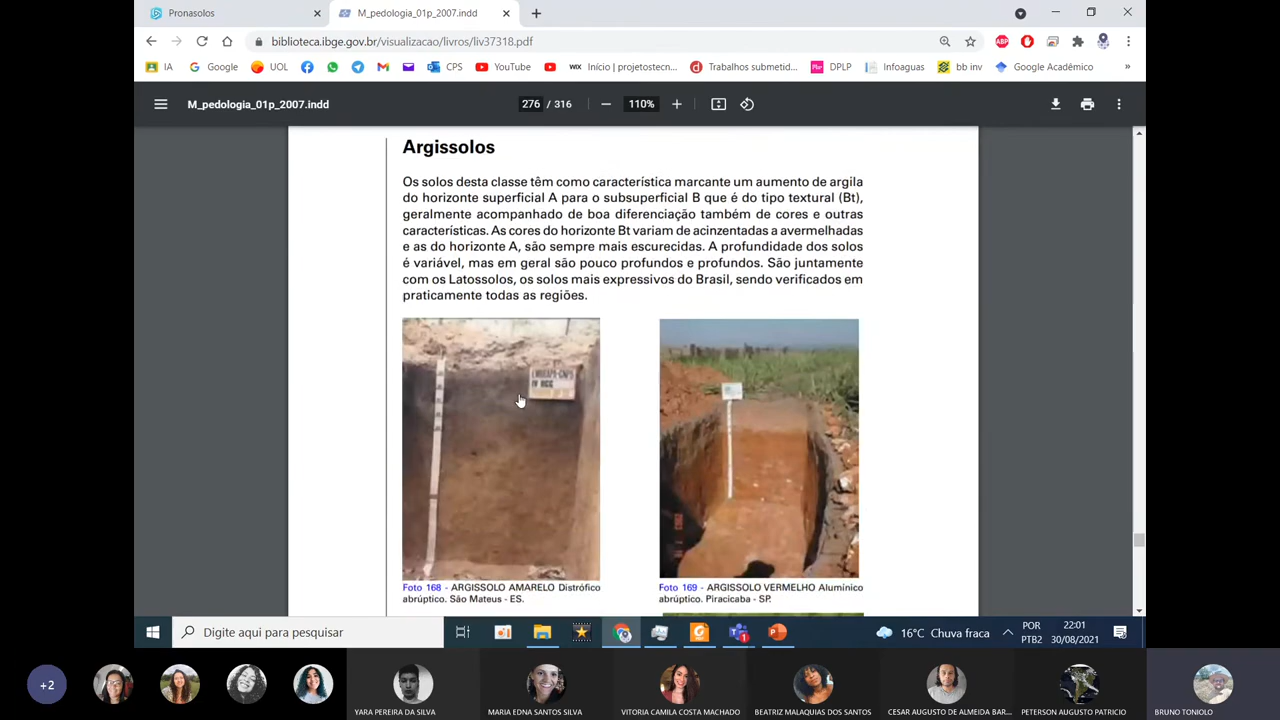 Pronasolos
M_pedologia_01p_2007.indd
biblioteca.ibge.gov.br/visualizacao/livros/liv37318.pdf
ABP
IA
Google
UOL
CPS
YouTube
WIX Início | projetostecn...
Trabalhos submetid...
DPLP
Infoaguas
bb inv
Google Acadêmico
»
M_pedologia_01p_2007.indd
276 / 316
110%
Argissolos
Os solos desta classe têm como característica marcante um aumento de argila
do horizonte superficial A para o subsuperficial B que é do tipo textural (Bt),
geralmente acompanhado de boa diferenciação também de cores e outras
características. As cores do horizonte Bt variam de acinzentadas a avermelhadas
e as do horizonte A, são sempre mais escurecidas. A profundidade dos solos
é variável, mas em geral são pouco profundos e profundos. São juntamente
com os Latossolos, os solos mais expressivos do Brasil, sendo verificados em
praticamente todas as regiões.
Foto 168 - ARGISSOLO AMARELO Distrófico
abrúptico. São Mateus - ES.
Foto 169 - ARGISSOLO VERMELHO Alumínico
abrúptico. Piracicaba - SP.
Digite aqui para pesquisar
16°C Chuva fraca
POR
PTB2
22:01
30/08/2021
+2
YARA PEREIRA DA SILVA
MARIA EDNA SANTOS SILVA
VITORIA CAMILA COSTA MACHADO
BEATRIZ MALAQUIAS DOS SANTOS
CESAR AUGUSTO DE ALMEIDA BAR...
PETERSON AUGUSTO PATRICIO
BRUNO TONIOLO